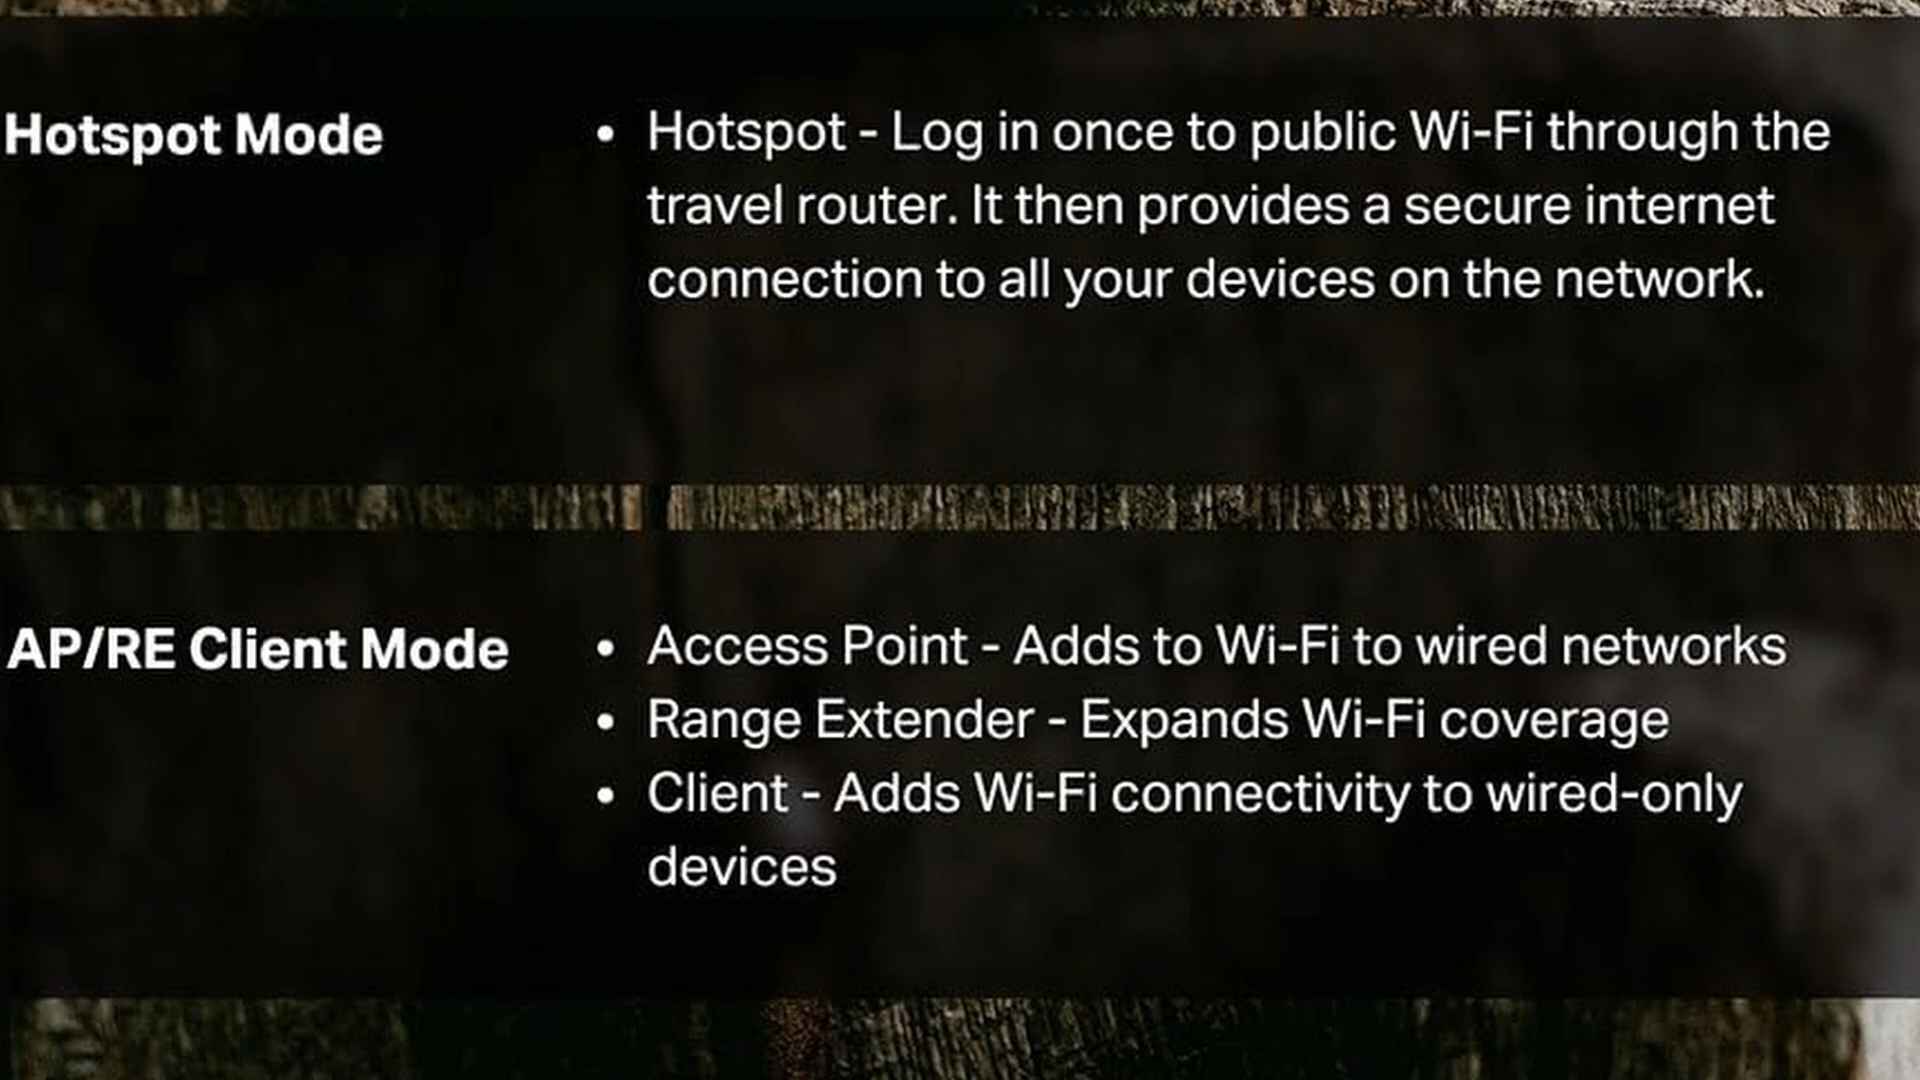 Hotspot Mode
• Hotspot - Log in once to public Wi-Fi through the
travel router. It then provides a secure internet
connection to all your devices on the network.
AP/RE Client Mode
• Access Point - Adds to Wi-Fi to wired networks
• Range Extender - Expands Wi-Fi coverage
• Client - Adds Wi-Fi connectivity to wired-only
devices